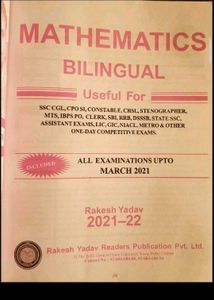 MATHEMATICS
BILINGUAL
Useful For
SSC CGL, CPO SI, CONSTABLE, CHSL, STENOGRAPHER,
MTS, IBPS PO, CLERK, SBI, RRB, DSSSB, STATE SSC,
ASSISTANT EXAMS, LIC, GIC, NIACL, METRO & OTHER
ONE-DAY COMPETITIVE EXAMS.
INCLUDED
ALL EXAMINATIONS UPTO
MARCH 2021
Rakesh Yadav
2021–22
Rakesh Yadav Readers Publication Pvt. Ltd.